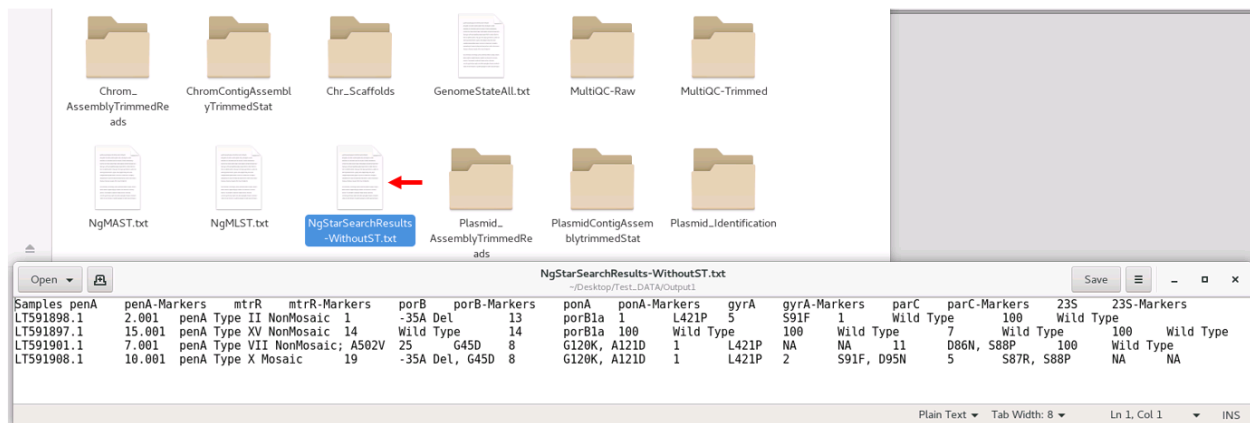 Chrom_ ChromContigAssembl Chr_Scaffolds GenomeStateAll.txt MultiQC-Raw MultiQC-Trimmed
AssemblyTrimmedRe yTrimmedStat
ads
NgMAST.txt NgMLST.txt NgStarSearchResults Plasmid_ PlasmidContigAssem Plasmid_Identification
-WithoutST.txt AssemblyTrimmedRe blytrimmedStat
ads
Open NgStarSearchResults-WithoutST.txt Save
~/Desktop/Test_DATA/Output1
Samples penA penA-Markers mtrR mtrR-Markers porB porB-Markers ponA ponA-Markers gyrA gyrA-Markers parC parC-Markers 23S 23S-Markers
LT591898.1 2.001 penA Type II NonMosaic 1 -35A Del 13 porB1a 1 L421P 5 S91F 1 Wild Type 100 Wild Type
LT591897.1 15.001 penA Type XV NonMosaic 14 Wild Type 14 porB1a 100 Wild Type 100 Wild Type 7 Wild Type 100 Wild Type
LT591901.1 7.001 penA Type VII NonMosaic; A502V 25 G45D 8 G120K, A121D 1 L421P NA NA 11 D86N, S88P 100 Wild Type
LT591908.1 10.001 penA Type X Mosaic 19 -35A Del, G45D 8 G120K, A121D 1 L421P 2 S91F, D95N 5 S87R, S88P NA NA
Plain Text Tab Width: 8 Ln 1, Col 1 INS